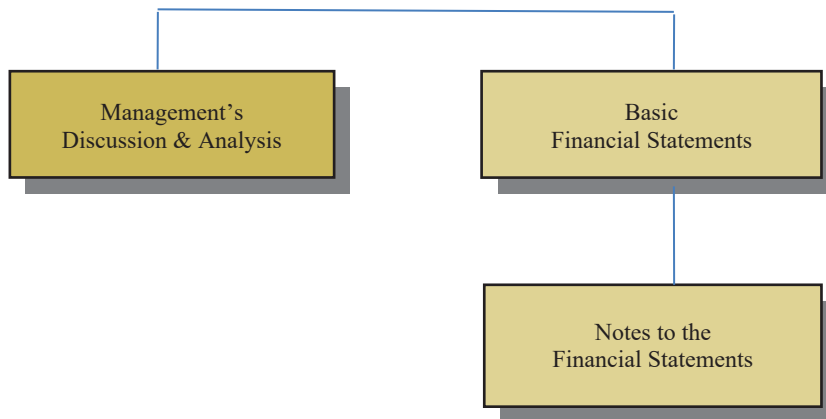 Management’s
Discussion & Analysis
Basic
Financial Statements
Notes to the
Financial Statements